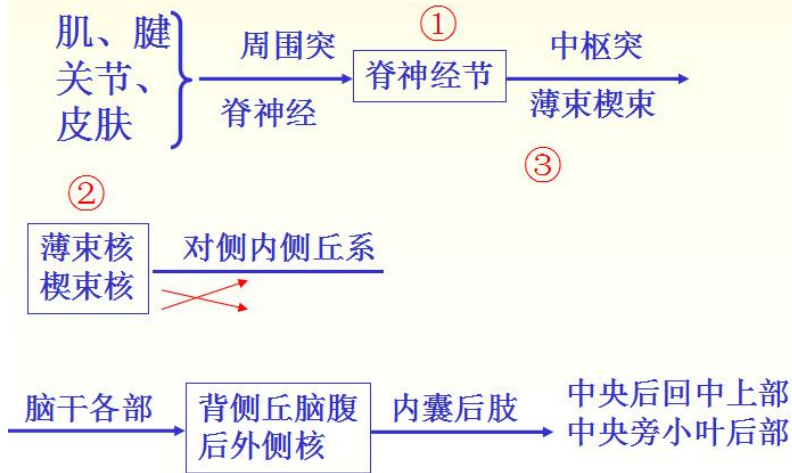 ①
肌、腱
关节、
皮肤
周围突
脊神经
脊神经节
中枢突
薄束楔束
③
②
薄束核
楔束核
对侧内侧丘系
脑干各部
背侧丘脑腹
后外侧核
内囊后肢
中央后回中上部
中央旁小叶后部